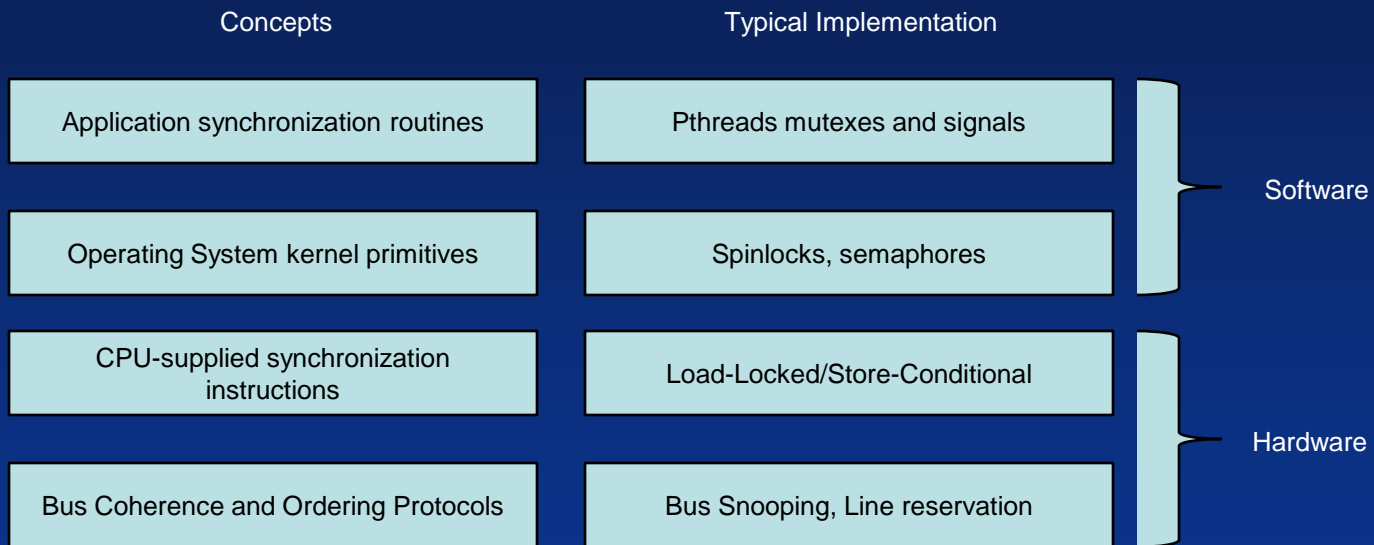 Concepts
Typical Implementation
Application synchronization routines
Pthreads mutexes and signals
Software
Operating System kernel primitives
Spinlocks, semaphores
CPU-supplied synchronization
instructions
Load-Locked/Store-Conditional
Hardware
Bus Coherence and Ordering Protocols
Bus Snooping, Line reservation